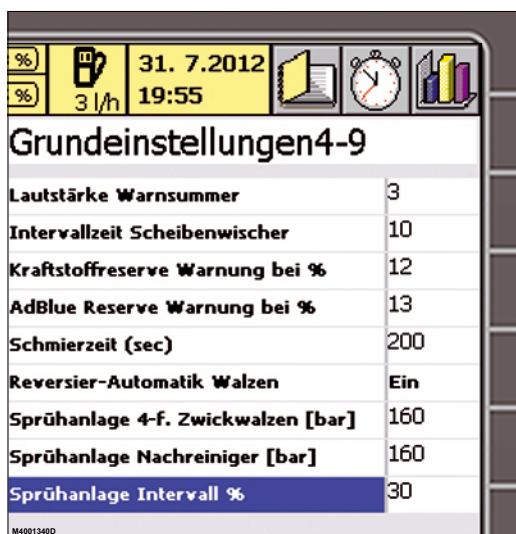 %)
%)
3 l/h
31. 7.2012
19:55
Grundeinstellungen4-9
Lautstärke Warnsummer 3
Intervallzeit Scheibenwischer 10
Kraftstoffreserve Warnung bei % 12
AdBlue Reserve Warnung bei % 13
Schmierzeit (sec) 200
Reversier-Automatik Walzen Ein
Sprühanlage 4-f. Zwickwalzen [bar] 160
Sprühanlage Nachreiniger [bar] 160
Sprühanlage Intervall % 30
M4001340D